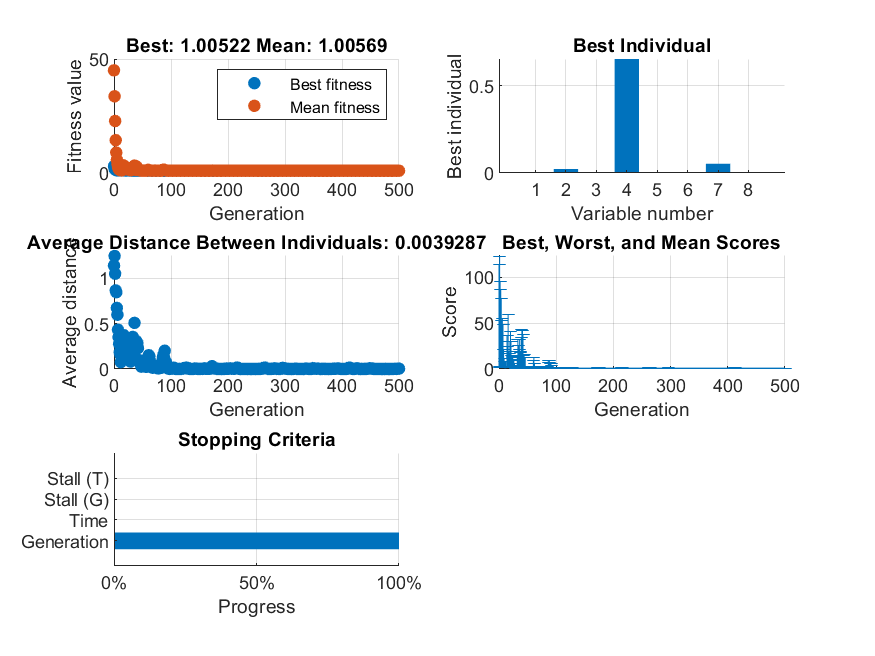 Best: 1.00522 Mean: 1.00569
Fitness value
50
0
Best fitness
Mean fitness
0 100 200 300 400 500
Generation
Best Individual
Best individual
0.5
0
1 2 3 4 5 6 7 8
Variable number
Average Distance Between Individuals: 0.0039287
Average distance
1
0.5
0
0 100 200 300 400 500
Generation
Best, Worst, and Mean Scores
Score
100
50
0
0 100 200 300 400 500
Generation
Stopping Criteria
Stall (T)
Stall (G)
Time
Generation
0% 50% 100%
Progress